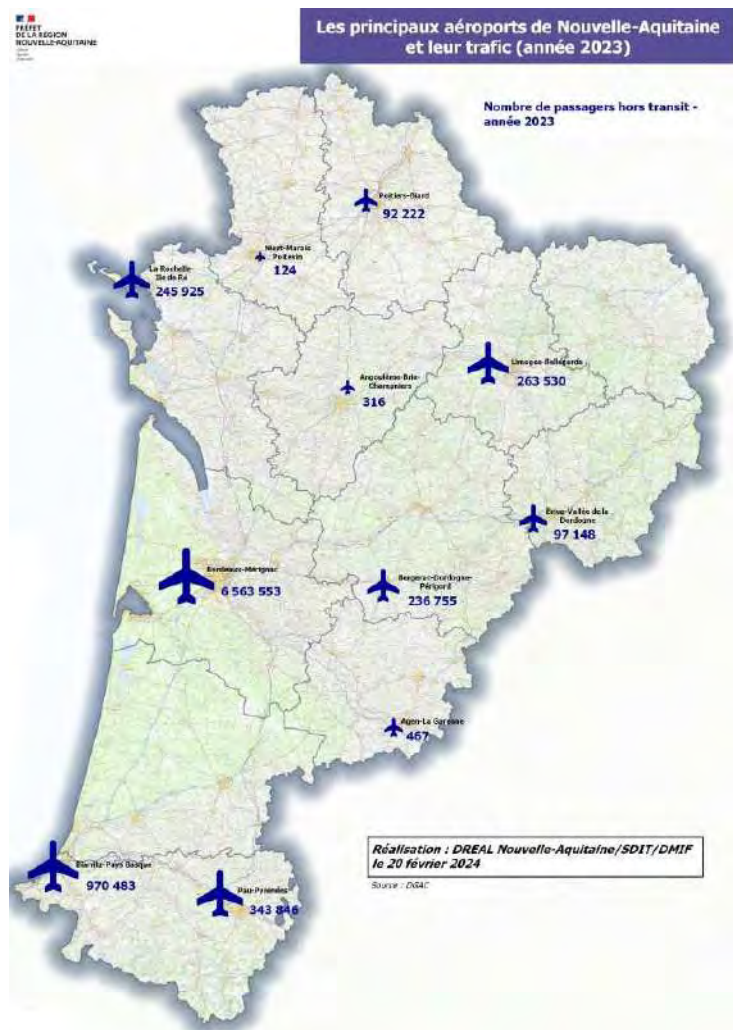 PRÉFET
DE LA RÉGION
NOUVELLE-AQUITAINE
Les principaux aéroports de Nouvelle-Aquitaine
et leur trafic (année 2023)
Nombre de passagers hors transit -
année 2023
Poitiers-Biard
92 222
Niort-Marais
Poitevin
124
La Rochelle-
Ile de Ré
245 925
Limoges-Bellegarde
263 530
Angoulême-Brie-
Champniers
316
Brive-Vallée de la
Dordogne
97 148
Bordeaux-Mérignac
6 563 553
Bergerac-Dordogne-
Périgord
236 755
Agen-La Garenne
467
Réalisation : DREAL Nouvelle-Aquitaine/SDIT/DMIF
le 20 février 2024
Source : DGAC
Biarritz-Pays Basque
970 483
Pau-Pyrénées
343 846